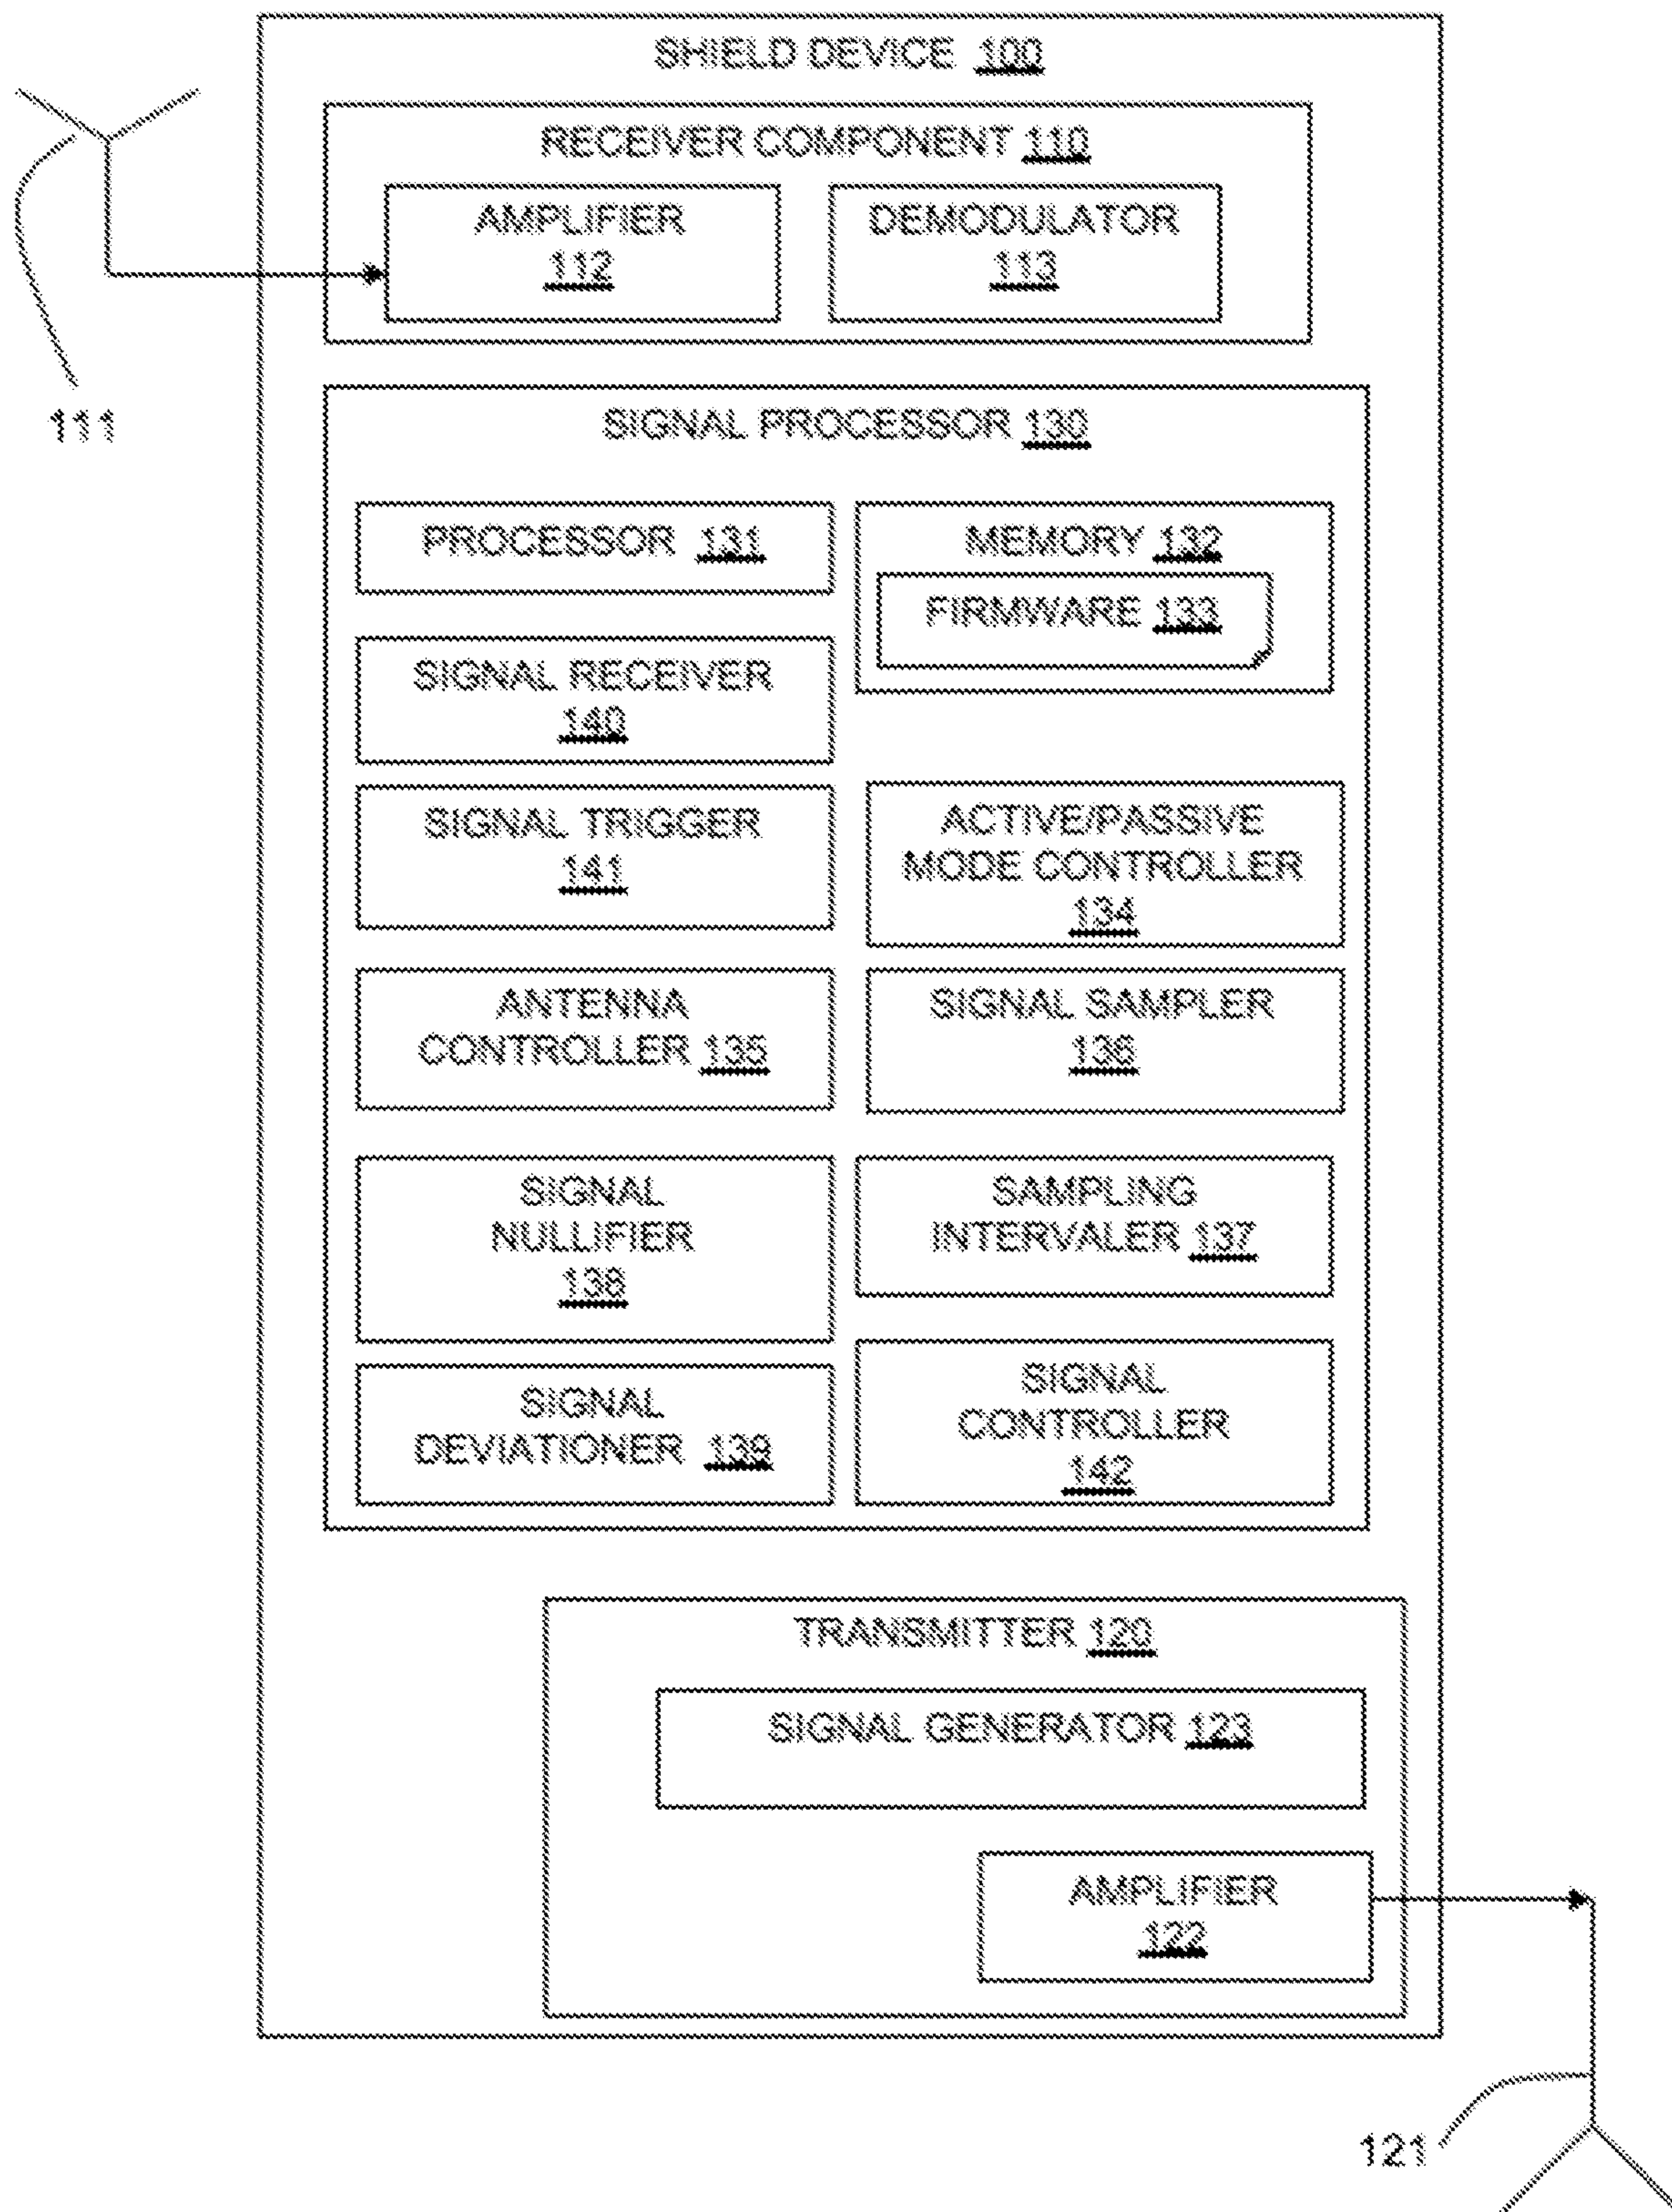 SHIELD DEVICE 100
RECEIVER COMPONENT 110
AMPLIFIER
112
DEMODULATOR
113
111
SIGNAL PROCESSOR 130
PROCESSOR 131
MEMORY 132
FIRMWARE 133
SIGNAL RECEIVER
140
SIGNAL TRIGGER
141
ACTIVE/PASSIVE
MODE CONTROLLER
134
ANTENNA
CONTROLLER 135
SIGNAL SAMPLER
136
SIGNAL
NULLIFIER
138
SAMPLING
INTERVALER 137
SIGNAL
DEVIATIONER 139
SIGNAL
CONTROLLER
142
TRANSMITTER 120
SIGNAL GENERATOR 123
AMPLIFIER
122
121